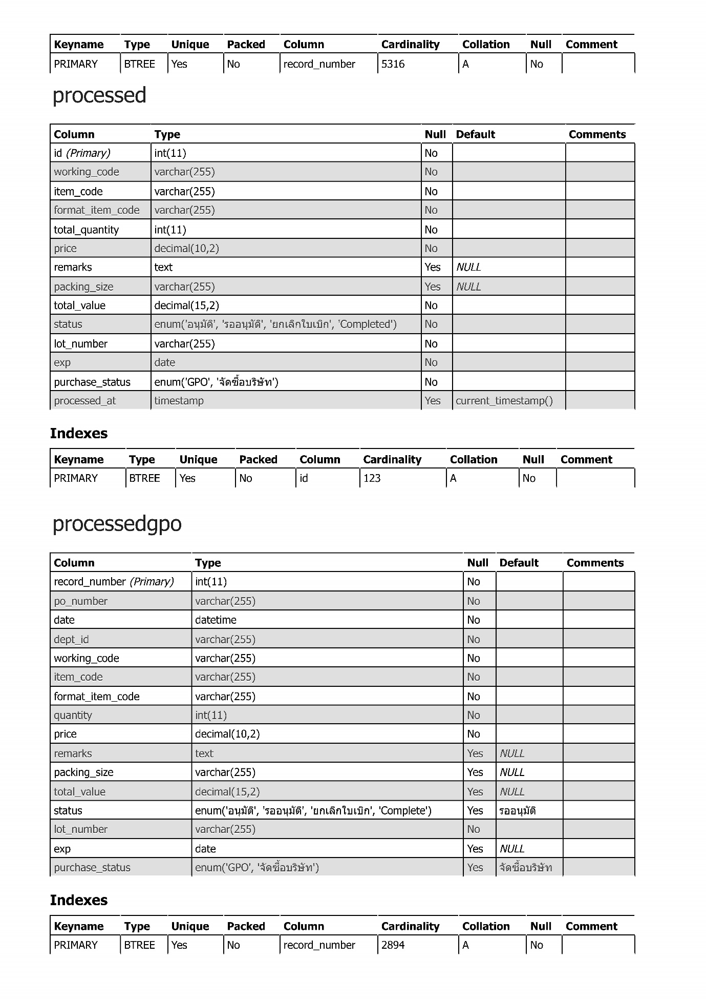 Keyname Type Unique Packed Column Cardinality Collation Null Comment
PRIMARY BTREE Yes No record_number 5316 A No
processed
Column Type Null Default Comments
id (Primary) int(11) No
working_code varchar(255) No
item_code varchar(255) No
format_item_code varchar(255) No
total_quantity int(11) No
price decimal(10,2) No
remarks text Yes NULL
packing_size varchar(255) Yes NULL
total_value decimal(15,2) No
status enum('อนุมัติ', 'รออนุมัติ', 'ยกเลิกใบเบิก', 'Completed') No
lot_number varchar(255) No
exp date No
purchase_status enum('GPO', 'จัดซื้อบริษัท') No
processed_at timestamp Yes current_timestamp()
Indexes
Keyname Type Unique Packed Column Cardinality Collation Null Comment
PRIMARY BTREE Yes No id 123 A No
processedgpo
Column Type Null Default Comments
record_number (Primary) int(11) No
po_number varchar(255) No
date datetime No
dept_id varchar(255) No
working_code varchar(255) No
item_code varchar(255) No
format_item_code varchar(255) No
quantity int(11) No
price decimal(10,2) No
remarks text Yes NULL
packing_size varchar(255) Yes NULL
total_value decimal(15,2) Yes NULL
status enum('อนุมัติ', 'รออนุมัติ', 'ยกเลิกใบเบิก', 'Complete') Yes รออนุมัติ
lot_number varchar(255) No
exp date Yes NULL
purchase_status enum('GPO', 'จัดซื้อบริษัท') Yes จัดซื้อบริษัท
Indexes
Keyname Type Unique Packed Column Cardinality Collation Null Comment
PRIMARY BTREE Yes No record_number 2894 A No